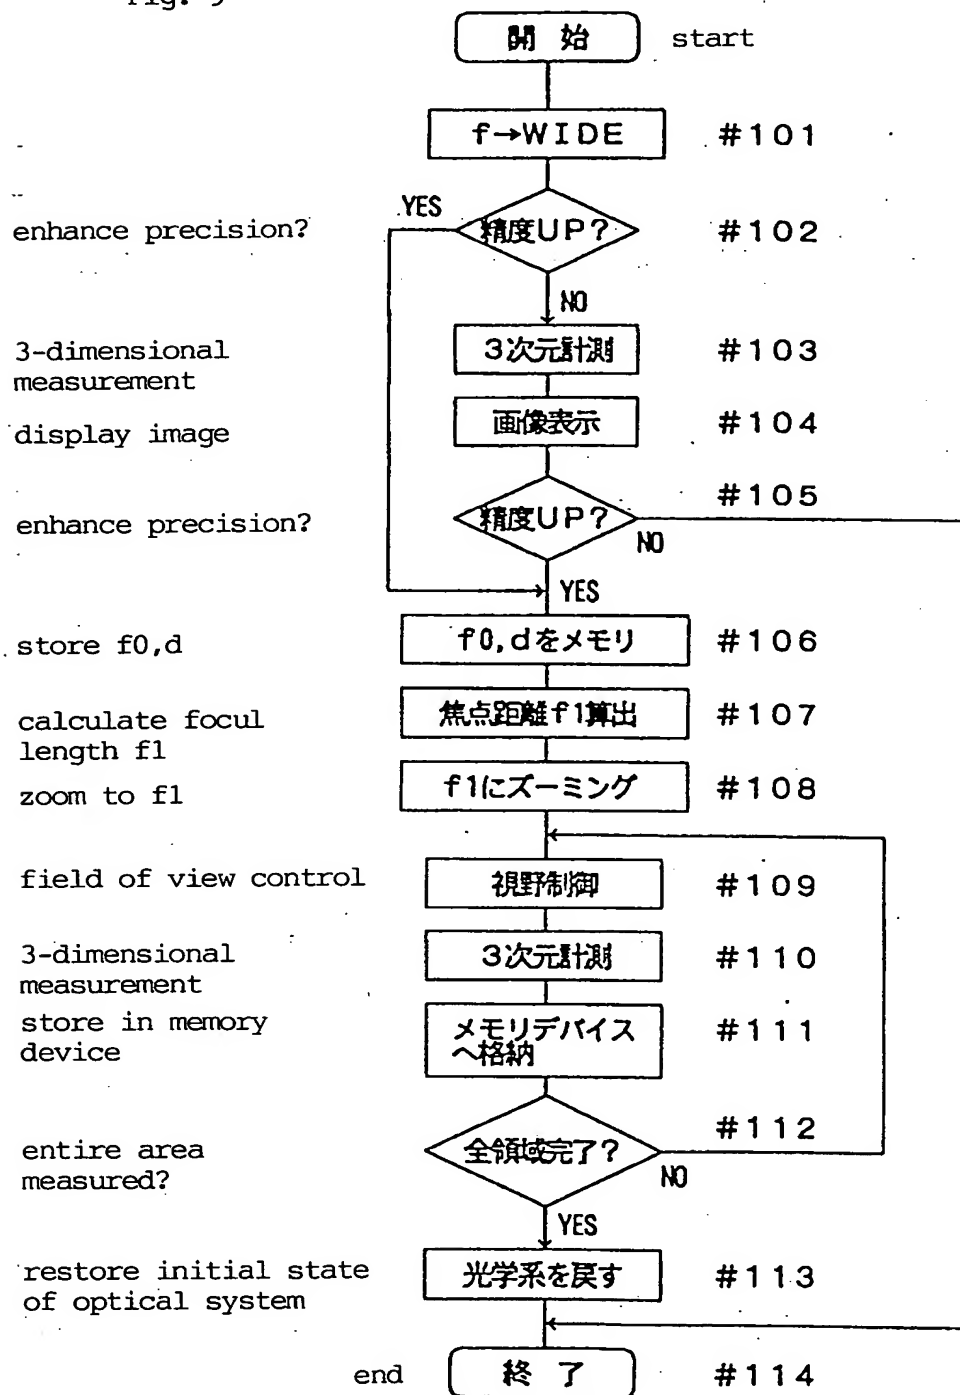 開 始 start
f→WIDE #101
YES
enhance precision? 精度UP? #102
NO
3-dimensional
measurement
3次元計測 #103
display image 画像表示 #104
enhance precision? 精度UP? #105
NO
YES
store f0,d f0,dをメモリ #106
calculate focul
length f1
焦点距離f1算出 #107
zoom to f1 f1にズーミング #108
field of view control 視野制御 #109
3-dimensional
measurement
3次元計測 #110
store in memory
device
メモリデバイス
へ格納
#111
entire area
measured?
全領域完了? #112
NO
YES
restore initial state
of optical system
光学系を戻す #113
end 終 了 #114